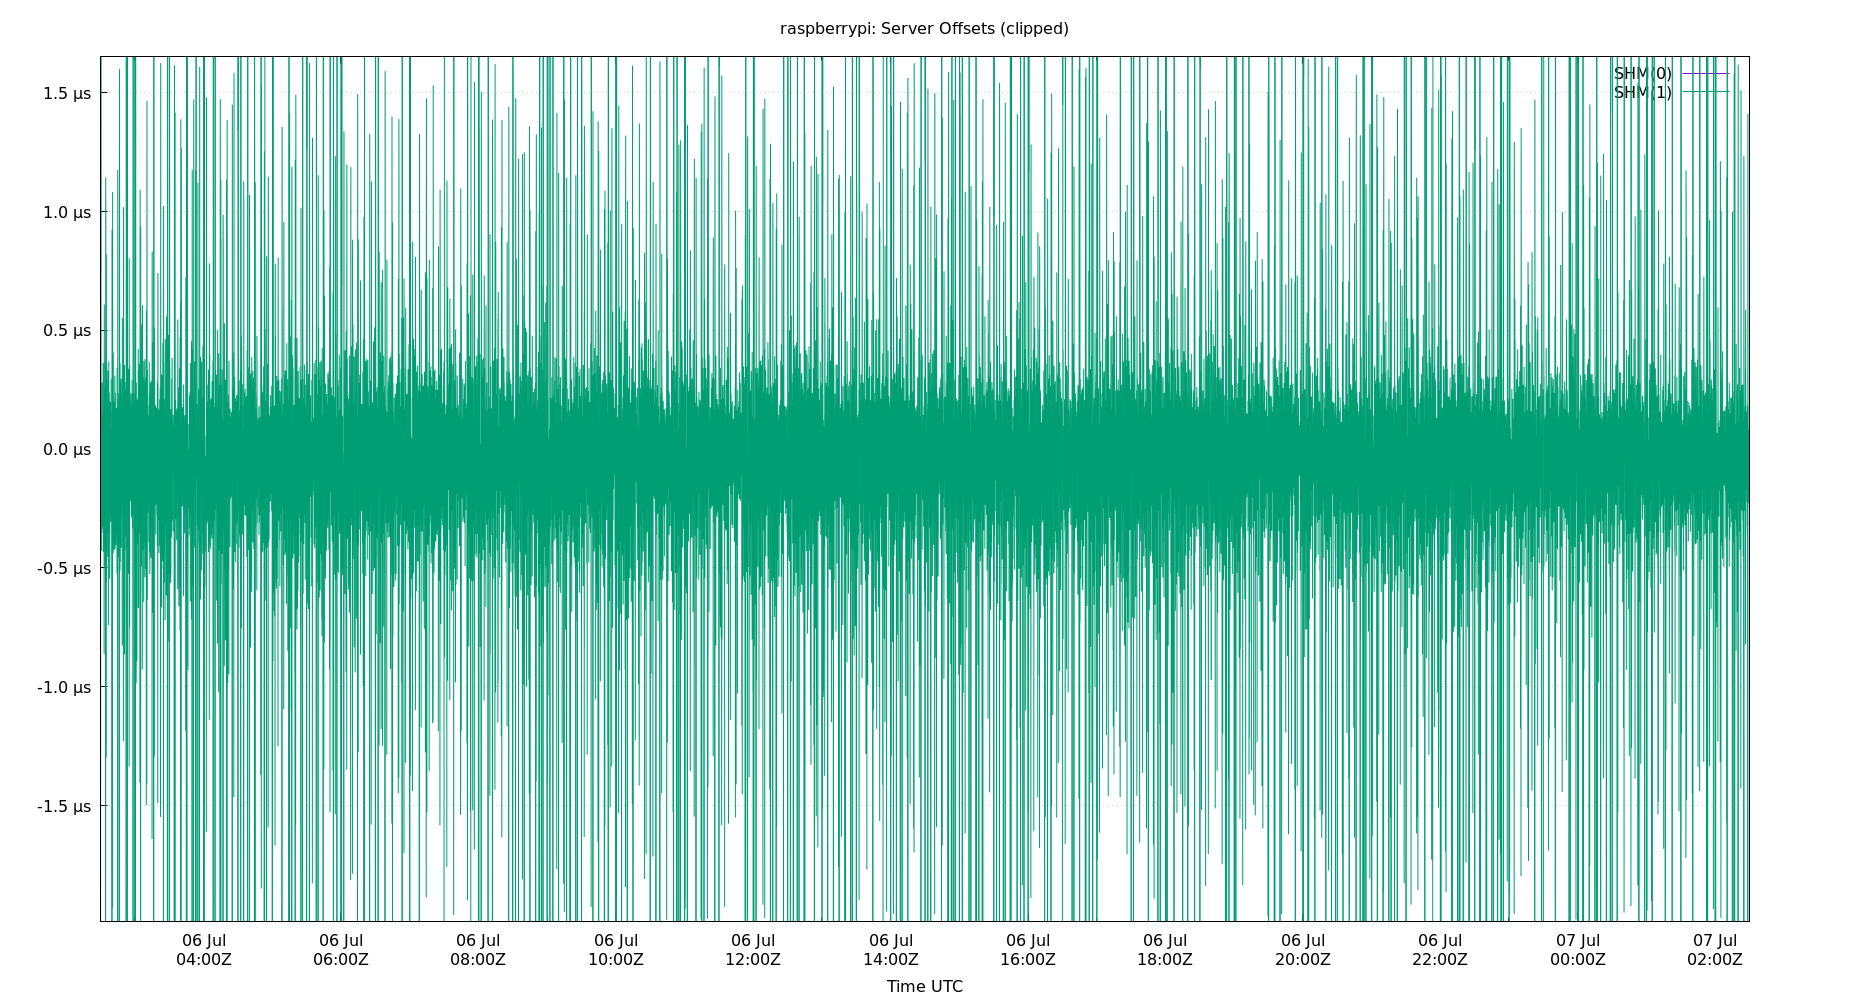 raspberrypi: Server Offsets (clipped)
SHM(0)
SHM(1)
1.5 µs
1.0 µs
0.5 µs
0.0 µs
-0.5 µs
-1.0 µs
-1.5 µs
06 Jul 06 Jul 06 Jul 06 Jul 06 Jul 06 Jul 06 Jul 06 Jul 06 Jul 06 Jul 07 Jul 07 Jul
04:00Z 06:00Z 08:00Z 10:00Z 12:00Z 14:00Z 16:00Z 18:00Z 20:00Z 22:00Z 00:00Z 02:00Z
Time UTC